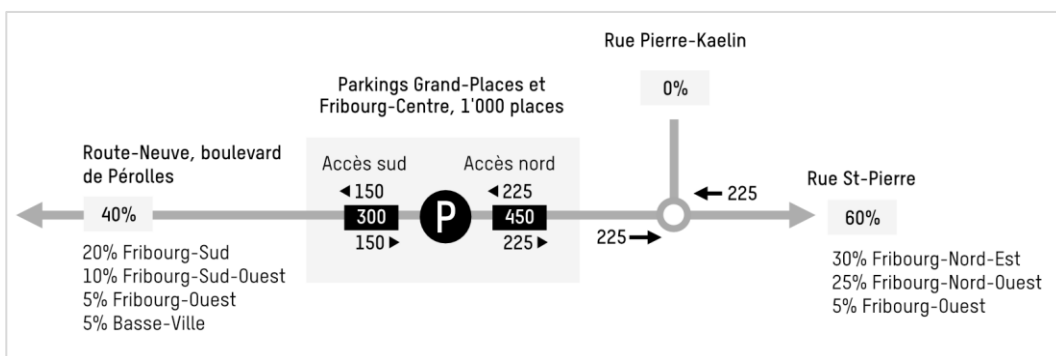 Rue Pierre-Kaelin
0%
Parkings Grand-Places et
Fribourg-Centre, 1'000 places
Route-Neuve, boulevard
de Pérolles
40%
20% Fribourg-Sud
10% Fribourg-Sud-Ouest
5% Fribourg-Ouest
5% Basse-Ville
Accès sud
◄150
300
150►
P
Accès nord
◄225
450
225►
225
225
Rue St-Pierre
60%
30% Fribourg-Nord-Est
25% Fribourg-Nord-Ouest
5% Fribourg-Ouest